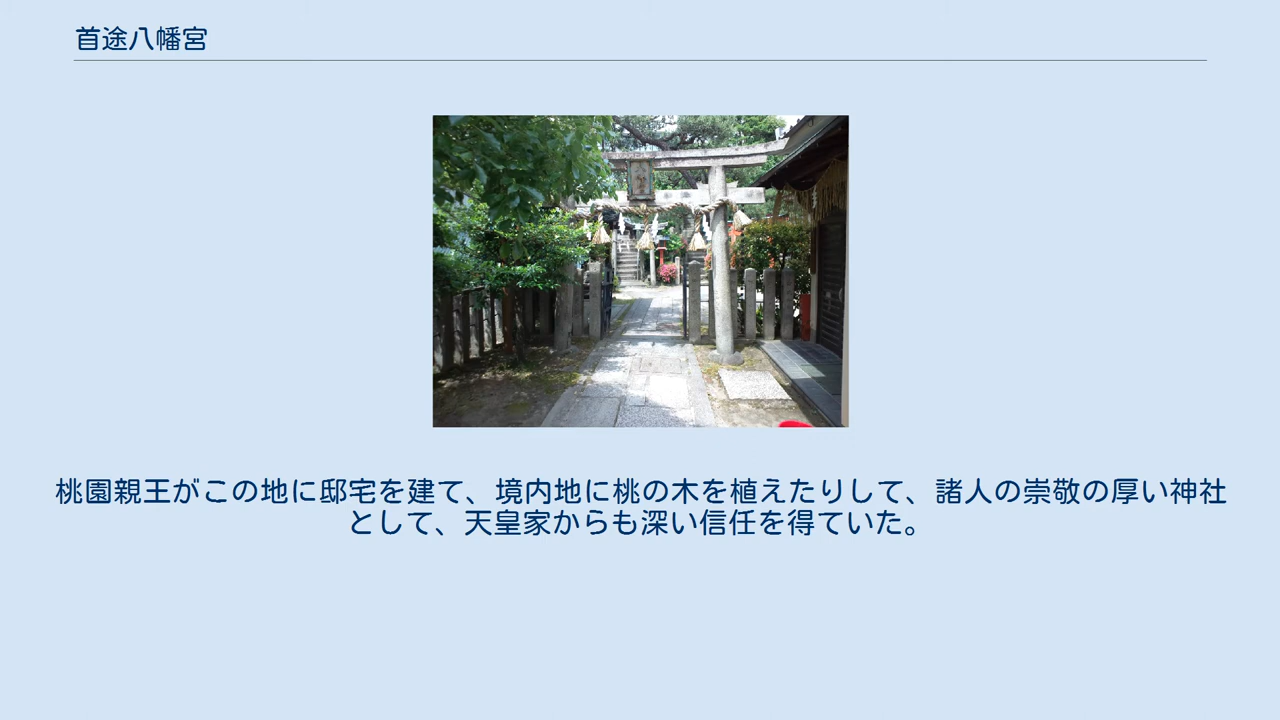 首途八幡宮
桃園親王がこの地に邸宅を建て、境内地に桃の木を植えたりして、諸人の崇敬の厚い神社
として、天皇家からも深い信任を得ていた。